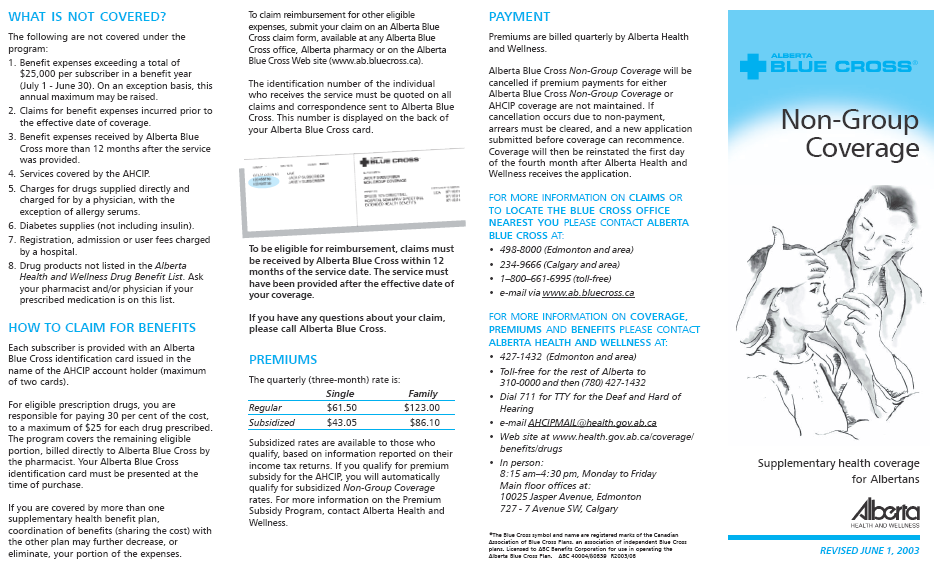 WHAT IS NOT COVERED?
The following are not covered under the
program:
1. Benefit expenses exceeding a total of
$25,000 per subscriber in a benefit year
(July 1 - June 30). On an exception basis, this
annual maximum may be raised.
2. Claims for benefit expenses incurred prior to
the effective date of coverage.
3. Benefit expenses received by Alberta Blue
Cross more than 12 months after the service
was provided.
4. Services covered by the AHCIP.
5. Charges for drugs supplied directly and
charged for by a physician, with the
exception of allergy serums.
6. Diabetes supplies (not including insulin).
7. Registration, admission or user fees charged
by a hospital.
8. Drug products not listed in the Alberta
Health and Wellness Drug Benefit List. Ask
your pharmacist and/or physician if your
prescribed medication is on this list.
HOW TO CLAIM FOR BENEFITS
Each subscriber is provided with an Alberta
Blue Cross identification card issued in the
name of the AHCIP account holder (maximum
of two cards).
For eligible prescription drugs, you are
responsible for paying 30 per cent of the cost,
to a maximum of $25 for each drug prescribed.
The program covers the remaining eligible
portion, billed directly to Alberta Blue Cross by
the pharmacist. Your Alberta Blue Cross
identification card must be presented at the
time of purchase.
If you are covered by more than one
supplementary health benefit plan,
coordination of benefits (sharing the cost) with
the other plan may further decrease, or
eliminate, your portion of the expenses.
To claim reimbursement for other eligible
expenses, submit your claim on an Alberta Blue
Cross claim form, available at any Alberta Blue
Cross office, Alberta pharmacy or on the Alberta
Blue Cross Web site (www.ab.bluecross.ca).
The identification number of the individual
who receives the service must be quoted on all
claims and correspondence sent to Alberta Blue
Cross. This number is displayed on the back of
your Alberta Blue Cross card.
BLUE CROSS
To be eligible for reimbursement, claims must
be received by Alberta Blue Cross within 12
months of the service date. The service must
have been provided after the effective date of
your coverage.
If you have any questions about your claim,
please call Alberta Blue Cross.
PREMIUMS
The quarterly (three-month) rate is:
Single Family
Regular $61.50 $123.00
Subsidized $43.05 $86.10
Subsidized rates are available to those who
qualify, based on information reported on their
income tax returns. If you qualify for premium
subsidy for the AHCIP, you will automatically
qualify for subsidized Non-Group Coverage
rates. For more information on the Premium
Subsidy Program, contact Alberta Health and
Wellness.
PAYMENT
Premiums are billed quarterly by Alberta Health
and Wellness.
Alberta Blue Cross Non-Group Coverage will be
cancelled if premium payments for either
Alberta Blue Cross Non-Group Coverage or
AHCIP coverage are not maintained. If
cancellation occurs due to non-payment,
arrears must be cleared, and a new application
submitted before coverage can recommence.
Coverage will then be reinstated the first day
of the fourth month after Alberta Health and
Wellness receives the application.
FOR MORE INFORMATION ON CLAIMS OR
TO LOCATE THE BLUE CROSS OFFICE
NEAREST YOU PLEASE CONTACT ALBERTA
BLUE CROSS AT:
• 498-8000 (Edmonton and area)
• 234-9666 (Calgary and area)
• 1–800–661-6995 (toll-free)
• e-mail via www.ab.bluecross.ca
FOR MORE INFORMATION ON COVERAGE,
PREMIUMS AND BENEFITS PLEASE CONTACT
ALBERTA HEALTH AND WELLNESS AT:
• 427-1432 (Edmonton and area)
• Toll-free for the rest of Alberta to
310-0000 and then (780) 427-1432
• Dial 711 for TTY for the Deaf and Hard of
Hearing
• e-mail AHCIPMAIL@health.gov.ab.ca
• Web site at www.health.gov.ab.ca/coverage/
benefits/drugs
• In person:
8:15 am–4:30 pm, Monday to Friday
Main floor offices at:
10025 Jasper Avenue, Edmonton
727 - 7 Avenue SW, Calgary
*The Blue Cross symbol and name are registered marks of the Canadian
Association of Blue Cross Plans, an association of independent Blue Cross
plans. Licensed to ABC Benefits Corporation for use in operating the
Alberta Blue Cross Plan. ABC 40004/80639 R2003/06
ALBERTA
BLUE CROSS®
Non-Group
Coverage
Supplementary health coverage
for Albertans
Alberta
HEALTH AND WELLNESS
REVISED JUNE 1, 2003